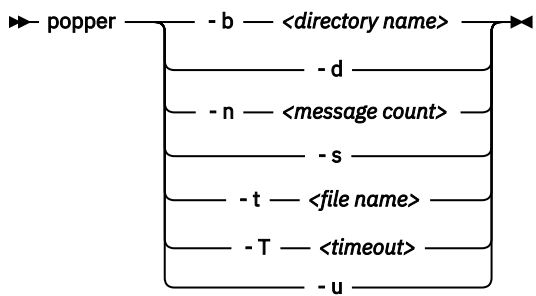 popper - b <directory name>
- d
- n <message count>
- s
- t <file name>
- T <timeout>
- u